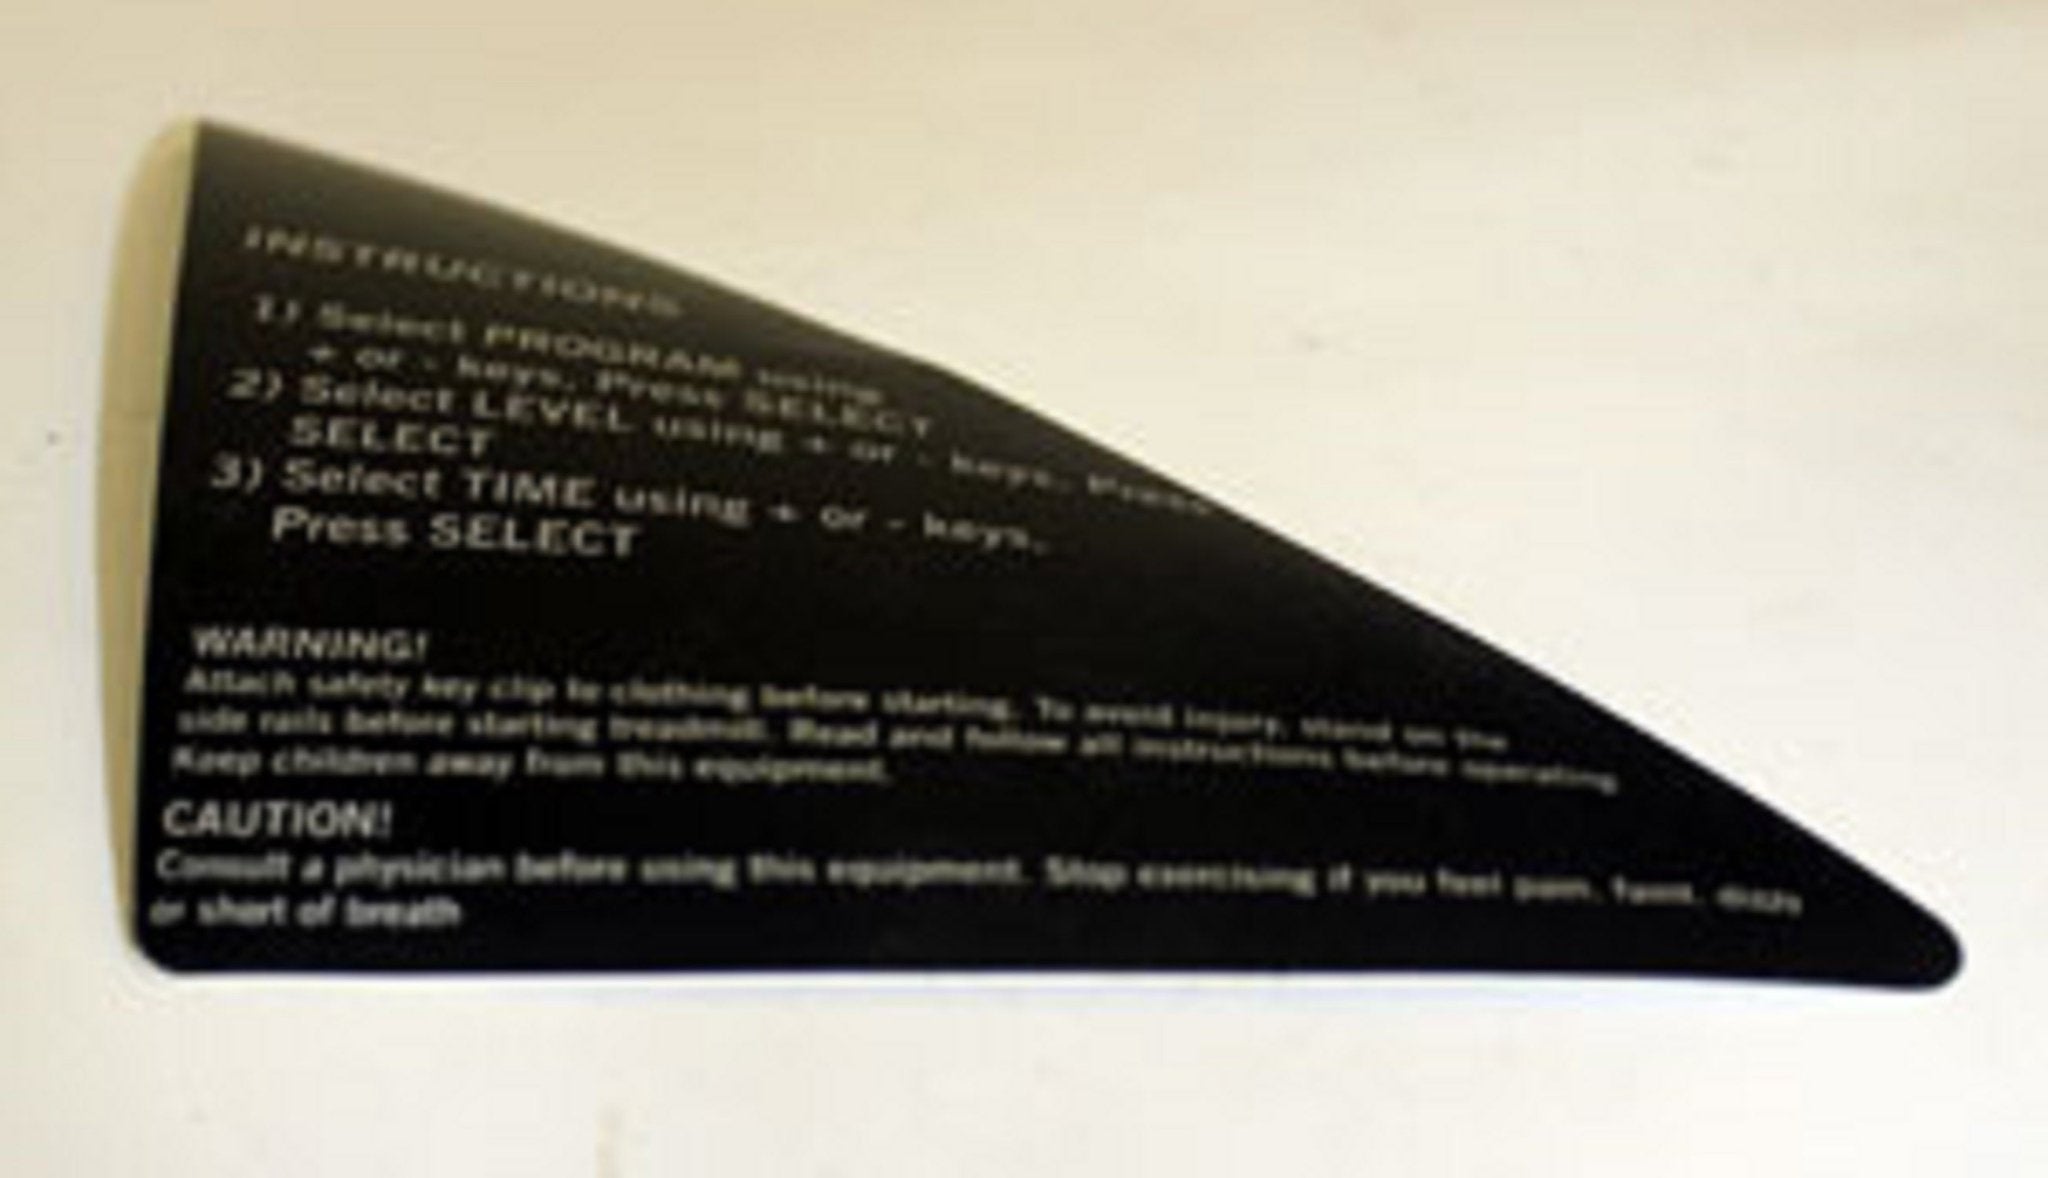 INSTRUCTIONS
1) Select PROGRAM using
+ or - keys. Press SELECT
2) Select LEVEL using + or - keys. Press
SELECT
3) Select TIME using + or - keys.
Press SELECT
WARNING!
Attach safety key clip to clothing before starting. To avoid injury, stand on the
side rails before starting treadmill. Read and follow all instructions before operating
Keep children away from this equipment.
CAUTION!
Consult a physician before using this equipment. Stop exercising if you feel pain, faint, dizzy
or short of breath